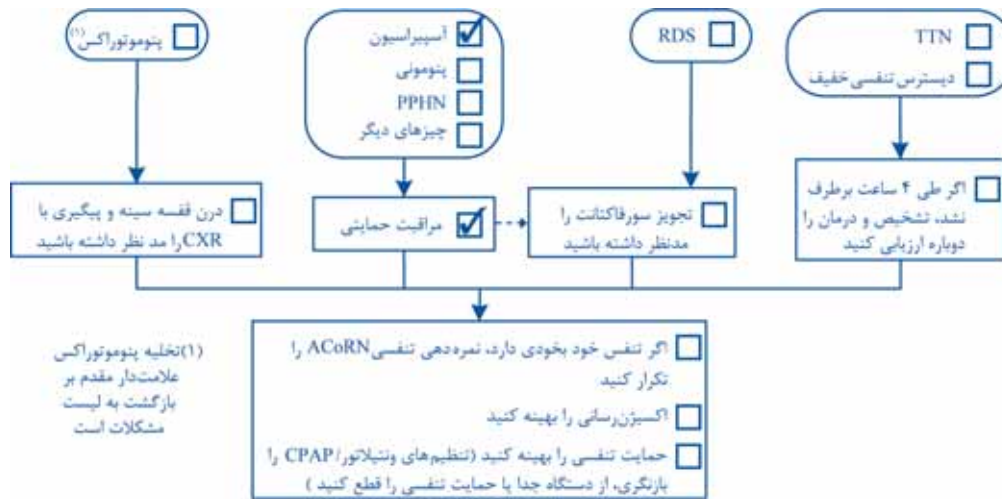 TTN
دیسترس تنفسی خفیف
RDS
آسپیراسیون
پنومونی
PPHN
چیزهای دیگر
پنوموتوراکس (۱)
اگر طی ۴ ساعت برطرف
نشد، تشخیص و درمان را
دوباره ارزیابی کنید
تجویز سورفاکتانت را
مدنظر داشته باشید
مراقبت حمایتی
درن قفسه سینه و پیگیری با
CXR را مد نظر داشته باشید
اگر تنفس خود بخودی دارد، نمره‌دهی تنفسی ACoRN را
تکرار کنید
اکسیژن‌رسانی را بهینه کنید
حمایت تنفسی را بهینه کنید (تنظیم‌های ونتیلاتور/CPAP را
بازنگری، از دستگاه جدا یا حمایت تنفسی را قطع کنید )
(۱) تخلیه پنوموتوراکس
علامت‌دار مقدم بر
بازگشت به لیست
مشکلات است